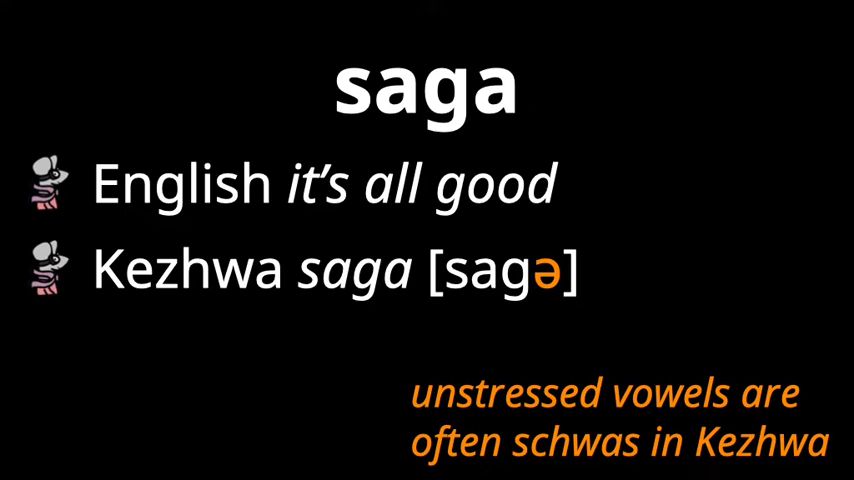 saga
English it’s all good
Kezhwa saga [sagə]
unstressed vowels are
often schwas in Kezhwa